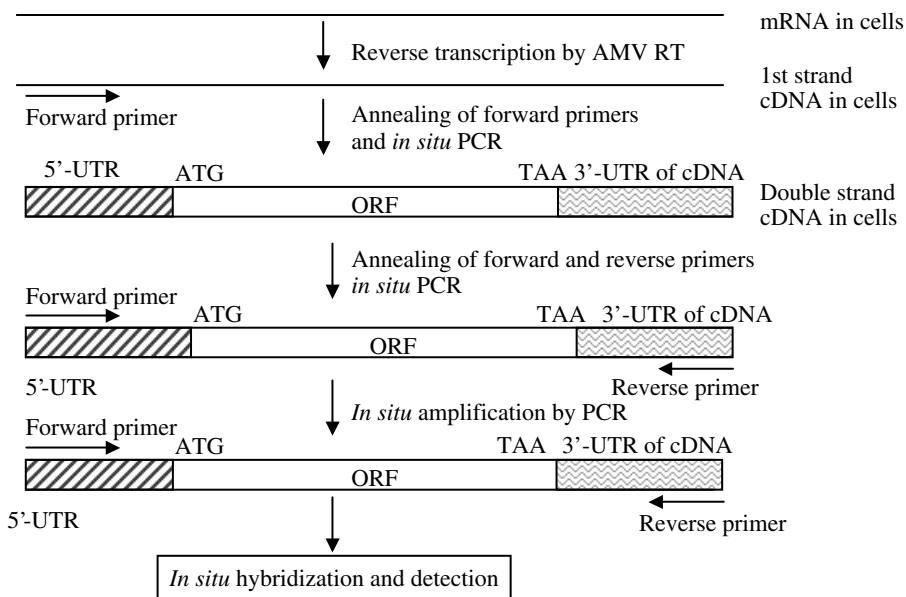 mRNA in cells
Reverse transcription by AMV RT
1st strand
cDNA in cells
Forward primer
Annealing of forward primers
and in situ PCR
5’-UTR
ATG
TAA 3’-UTR of cDNA
ORF
Double strand
cDNA in cells
Annealing of forward and reverse primers
in situ PCR
Forward primer
ATG
TAA 3’-UTR of cDNA
ORF
5’-UTR
Reverse primer
In situ amplification by PCR
Forward primer
ATG
TAA 3’-UTR of cDNA
ORF
5’-UTR
Reverse primer
In situ hybridization and detection